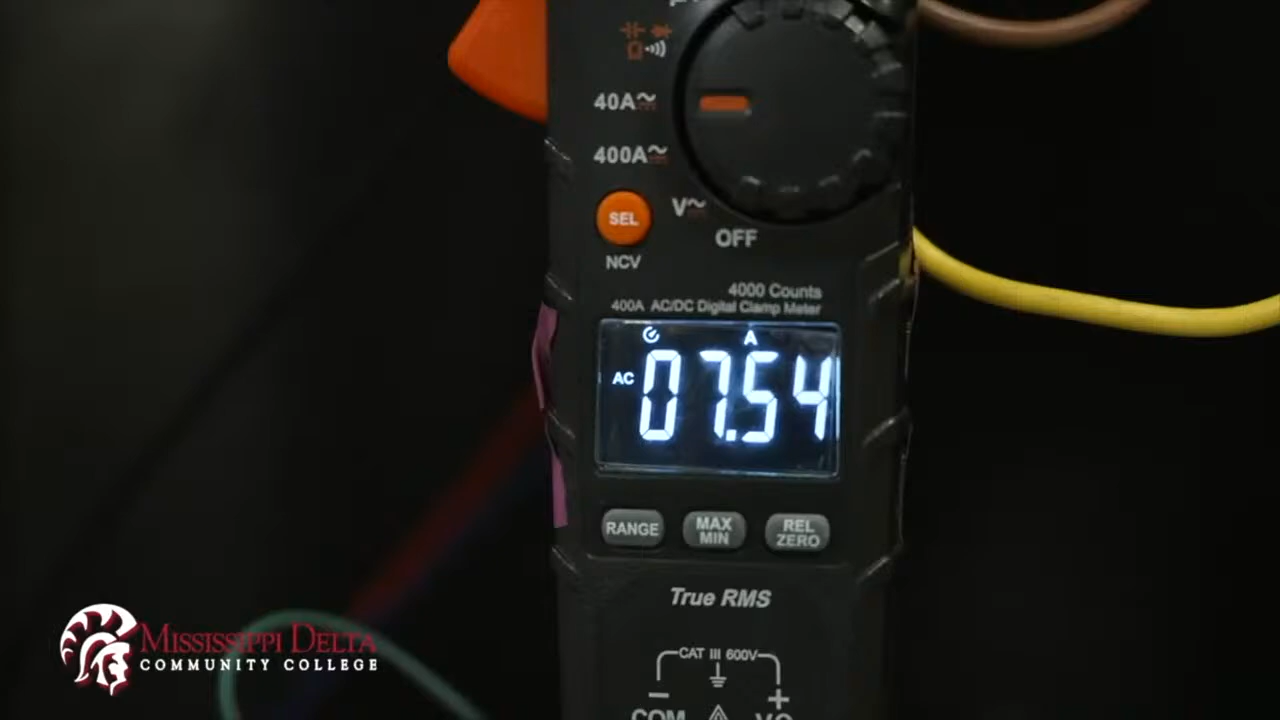 40A
400A
SEL
V
OFF
NCV
4000 Counts
400A AC/DC Digital Clamp Meter
A
AC 07.54
RANGE
MAX MIN
REL ZERO
True RMS
CAT III 600V
− +
COM
MISSISSIPPI DELTA
COMMUNITY COLLEGE